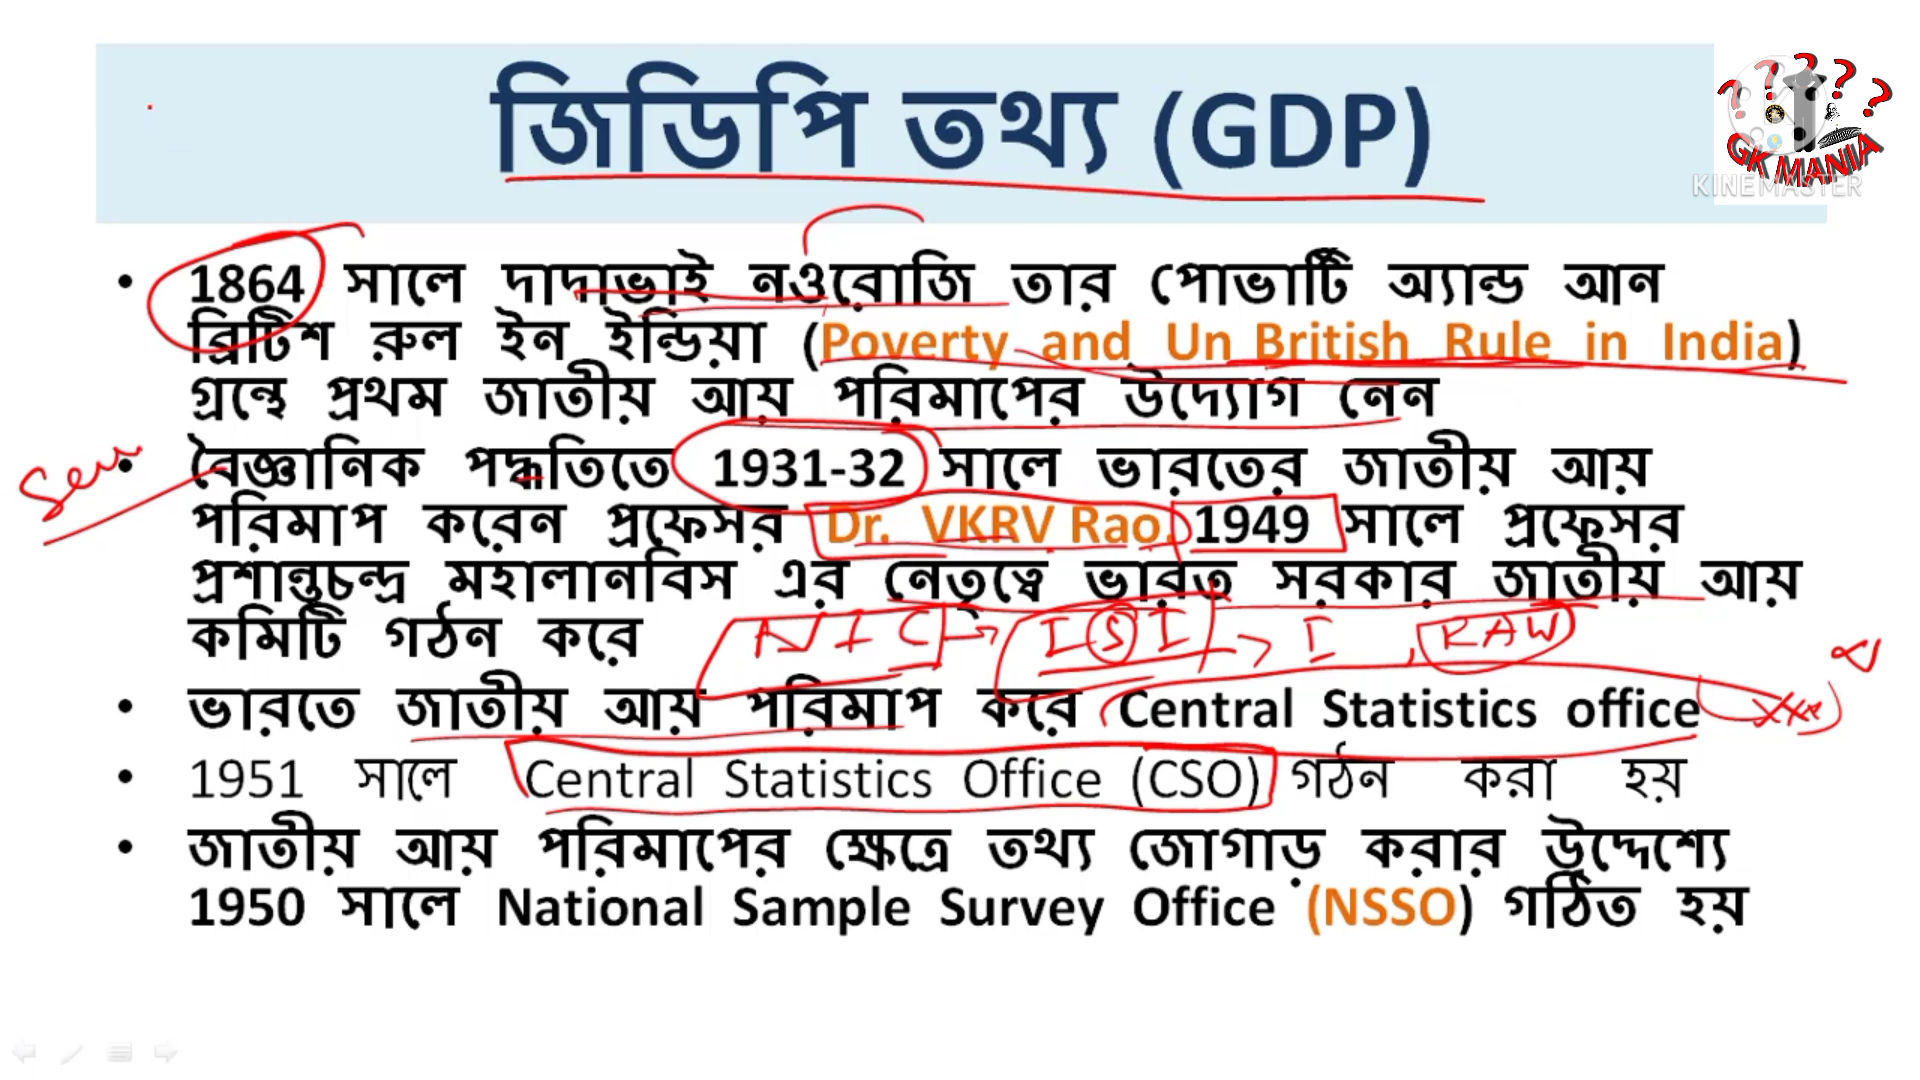 জিডিপি তথ্য (GDP)
????? 
GK MANIA
KINEMASTER
• 1864 সালে দাদাভাই নওরোজি তার পোভার্টি অ্যান্ড আন
ব্রিটিশ রুল ইন ইন্ডিয়া (Poverty and Un British Rule in India)
গ্রন্থে প্রথম জাতীয় আয় পরিমাপের উদ্যোগ নেন
• বৈজ্ঞানিক পদ্ধতিতে 1931-32 সালে ভারতের জাতীয় আয়
পরিমাপ করেন প্রফেসর Dr. VKRV Rao. 1949 সালে প্রফেসর
প্রশান্তচন্দ্র মহালানবিস এর নেতৃত্বে ভারত সরকার জাতীয় আয়
কমিটি গঠন করে
NIC → ISI → I , RAW
• ভারতে জাতীয় আয় পরিমাপ করে Central Statistics office
• 1951 সালে Central Statistics Office (CSO) গঠন করা হয়
• জাতীয় আয় পরিমাপের ক্ষেত্রে তথ্য জোগাড় করার উদ্দেশ্যে
1950 সালে National Sample Survey Office (NSSO) গঠিত হয়